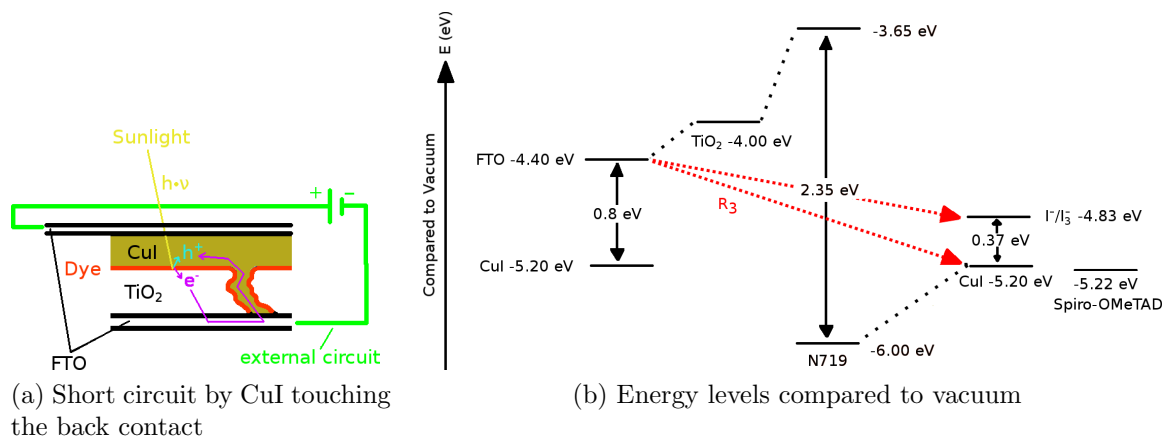 Sunlight
h·ν
+
−
CuI
h⁺
Dye
e⁻
TiO₂
FTO
external circuit
(a) Short circuit by CuI touching
the back contact
E (eV)
Compared to Vacuum
-3.65 eV
TiO₂ -4.00 eV
FTO -4.40 eV
2.35 eV
0.8 eV
R₃
I⁻/I₃⁻ -4.83 eV
0.37 eV
CuI -5.20 eV
CuI -5.20 eV
-5.22 eV
Spiro-OMeTAD
-6.00 eV
N719
(b) Energy levels compared to vacuum